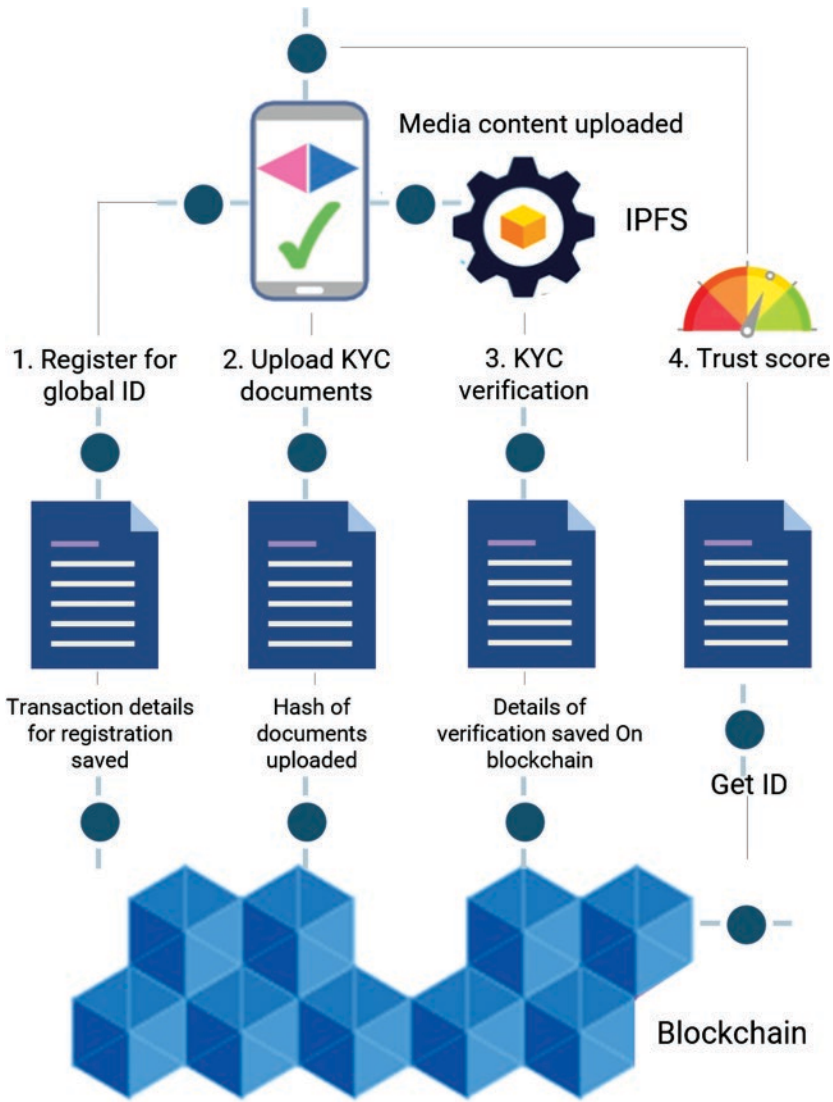 Media content uploaded
IPFS
1. Register for
global ID
2. Upload KYC
documents
3. KYC
verification
4. Trust score
Transaction details
for registration
saved
Hash of
documents
uploaded
Details of
verification saved On
blockchain
Get ID
Blockchain